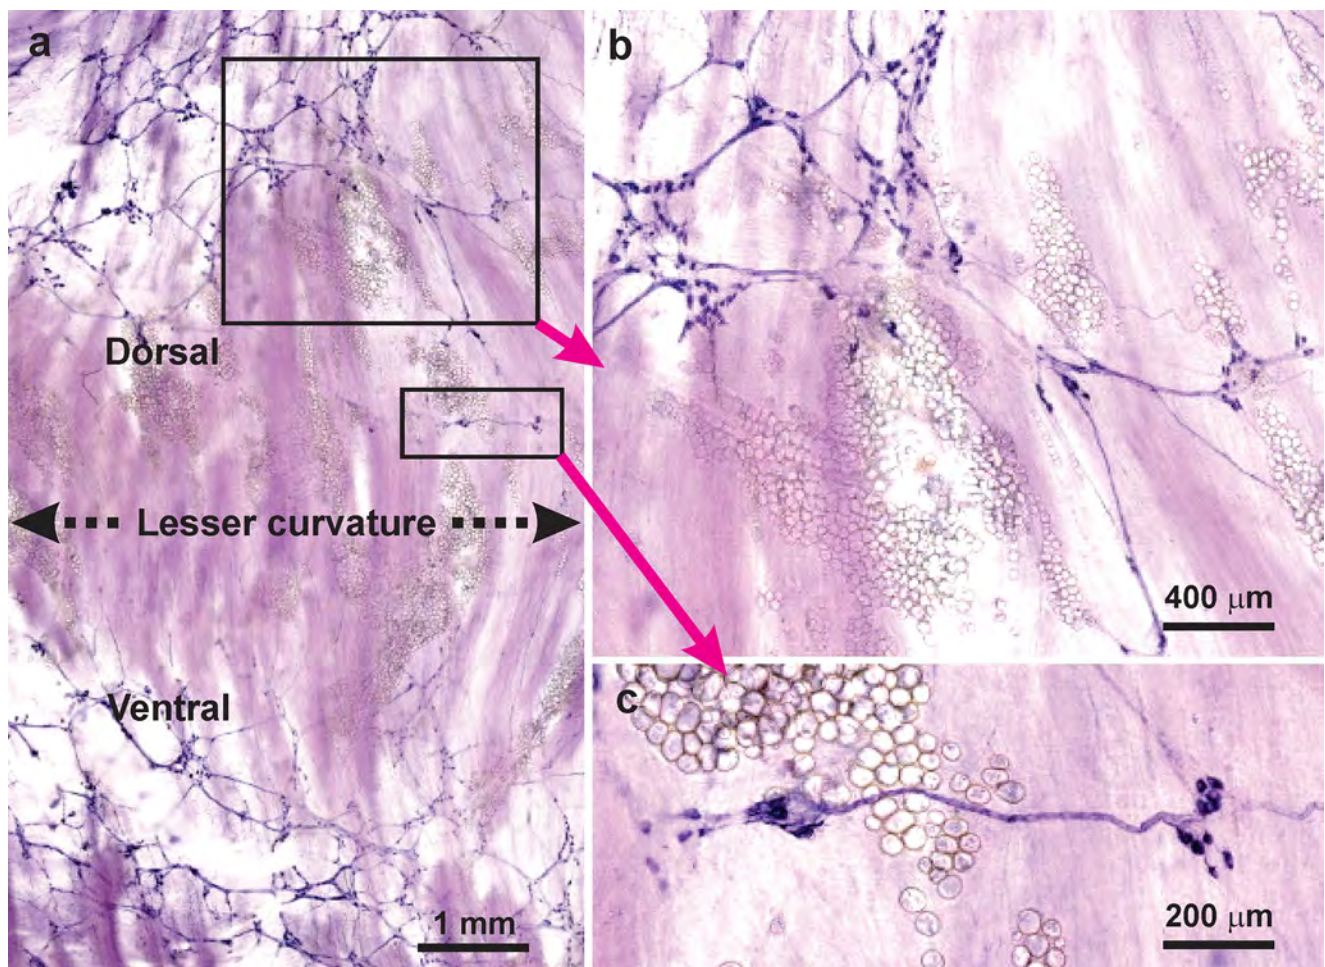 a
Dorsal
Lesser curvature
Ventral
1 mm
b
400 μm
c
200 μm